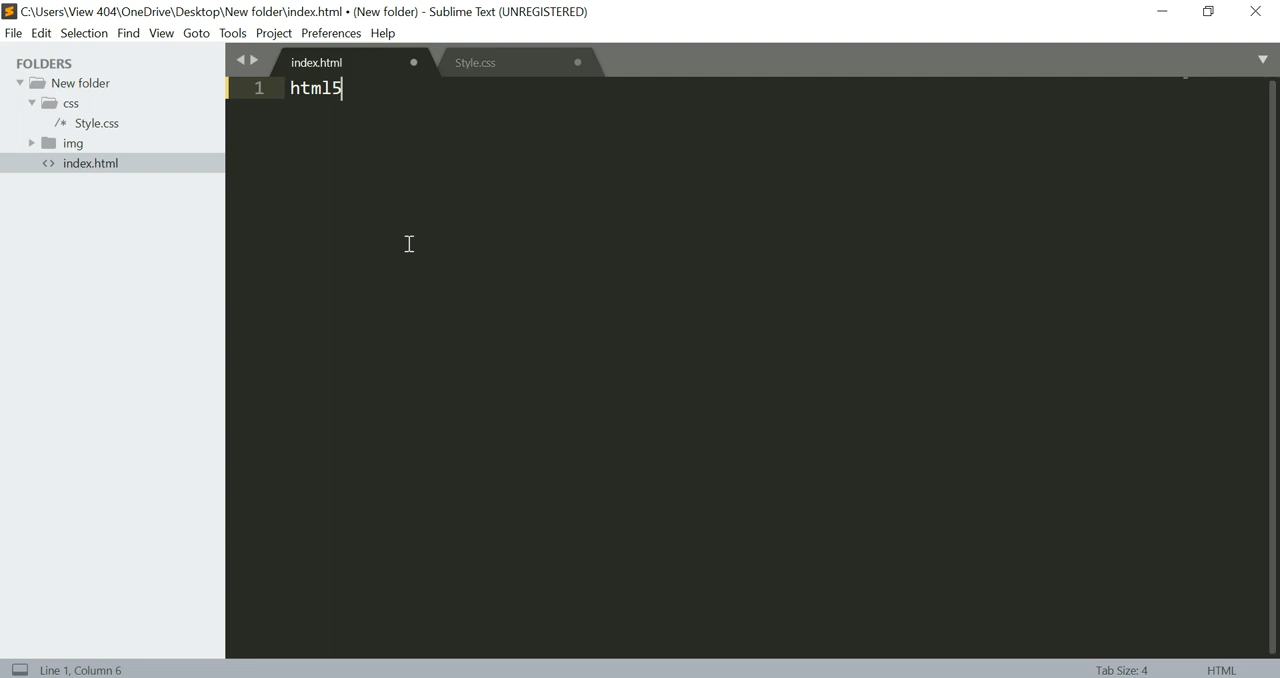 C:\Users\View 404\OneDrive\Desktop\New folder\index.html • (New folder) - Sublime Text (UNREGISTERED)
File Edit Selection Find View Goto Tools Project Preferences Help
FOLDERS
New folder
css
/* Style.css
img
<> index.html
index.html
Style.css
1 html5
Line 1, Column 6
Tab Size: 4
HTML